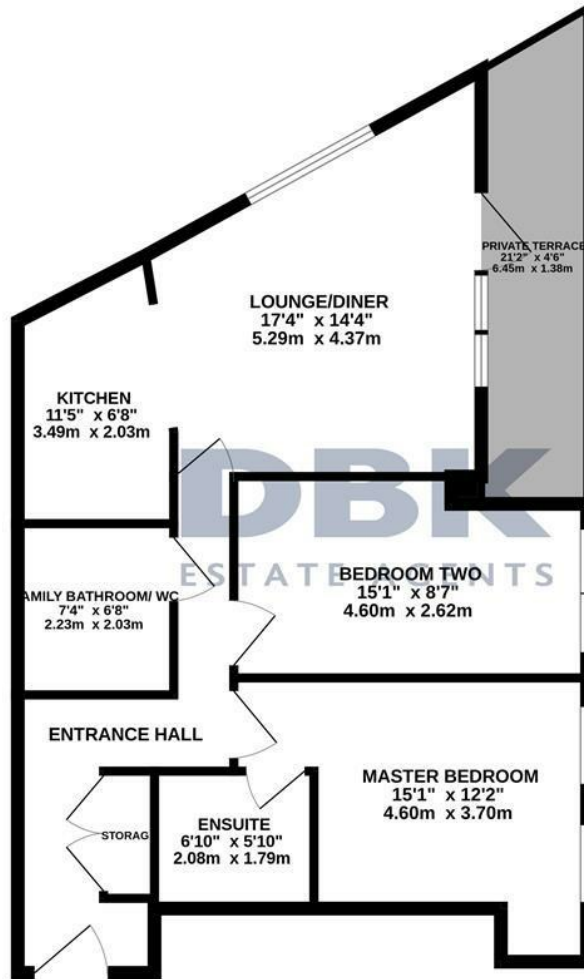 PRIVATE TERRACE
21'2" x 4'6"
6.45m x 1.38m
LOUNGE/DINER
17'4" x 14'4"
5.29m x 4.37m
KITCHEN
11'5" x 6'8"
3.49m x 2.03m
DBK
ESTATE AGENTS
BEDROOM TWO
15'1" x 8'7"
4.60m x 2.62m
AMILY BATHROOM/ WC
7'4" x 6'8"
2.23m x 2.03m
ENTRANCE HALL
MASTER BEDROOM
15'1" x 12'2"
4.60m x 3.70m
STORAG
ENSUITE
6'10" x 5'10"
2.08m x 1.79m